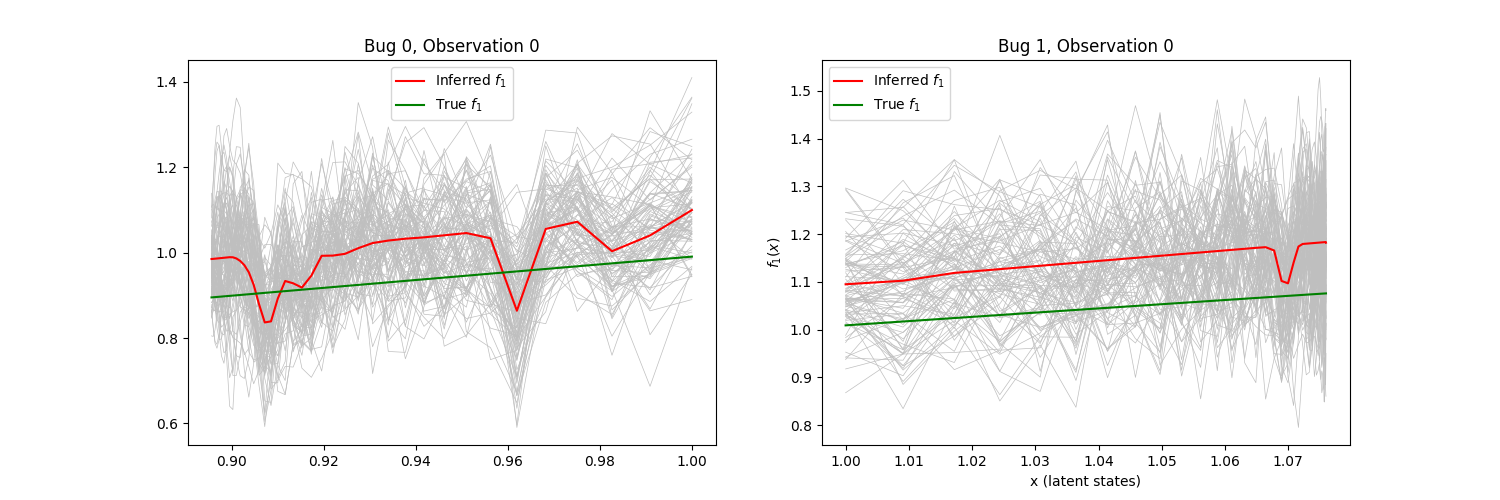 Bug 0, Observation 0
Inferred f₁
True f₁
1.4
1.2
1.0
0.8
0.6
0.90 0.92 0.94 0.96 0.98 1.00
Bug 1, Observation 0
Inferred f₁
True f₁
f₁(x)
1.5
1.4
1.3
1.2
1.1
1.0
0.9
0.8
1.00 1.01 1.02 1.03 1.04 1.05 1.06 1.07
x (latent states)